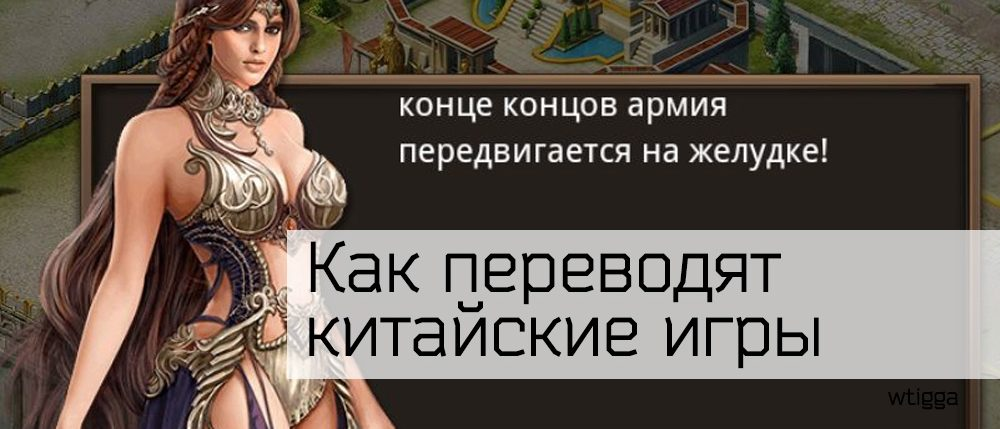 конце концов армия
передвигается на желудке!
Как переводят
китайские игры
wtigga